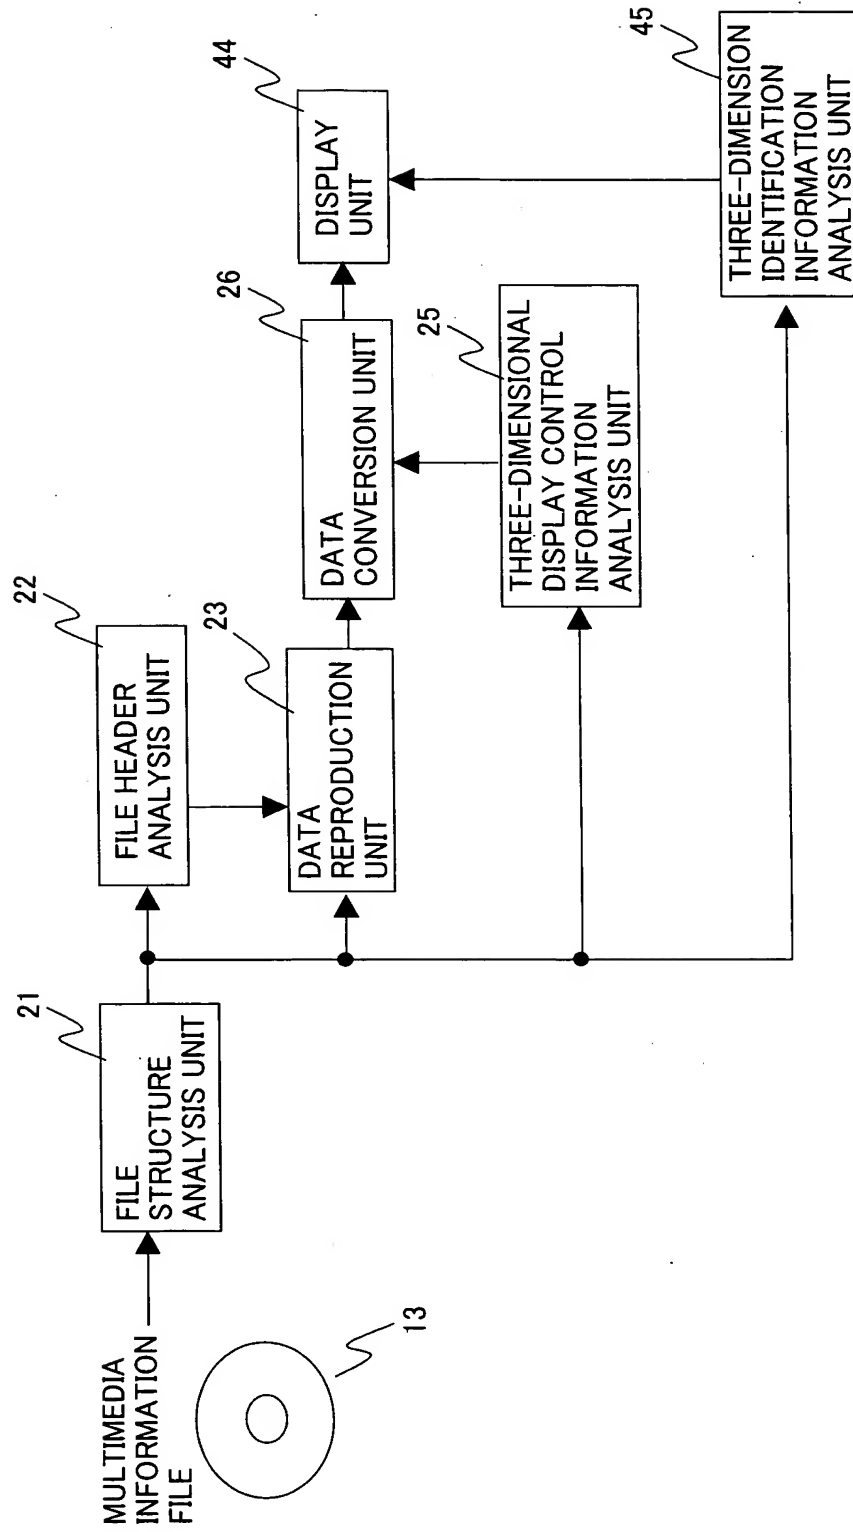 MULTIMEDIA
INFORMATION
FILE
13
21
FILE
STRUCTURE
ANALYSIS UNIT
22
FILE HEADER
ANALYSIS UNIT
23
DATA
REPRODUCTION
UNIT
26
DATA
CONVERSION UNIT
44
DISPLAY
UNIT
25
THREE-DIMENSIONAL
DISPLAY CONTROL
INFORMATION
ANALYSIS UNIT
45
THREE-DIMENSION
IDENTIFICATION
INFORMATION
ANALYSIS UNIT